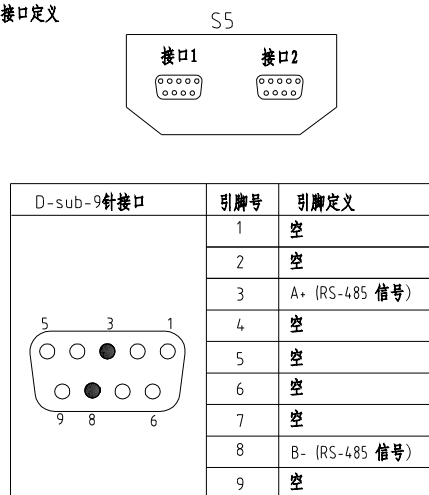 接口定义
S5
接口1 接口2
D-sub-9针接口 引脚号 引脚定义
1 空
2 空
3 A+ (RS-485 信号)
4 空
5 空
6 空
7 空
8 B- (RS-485 信号)
9 空
5 3 1
9 8 6